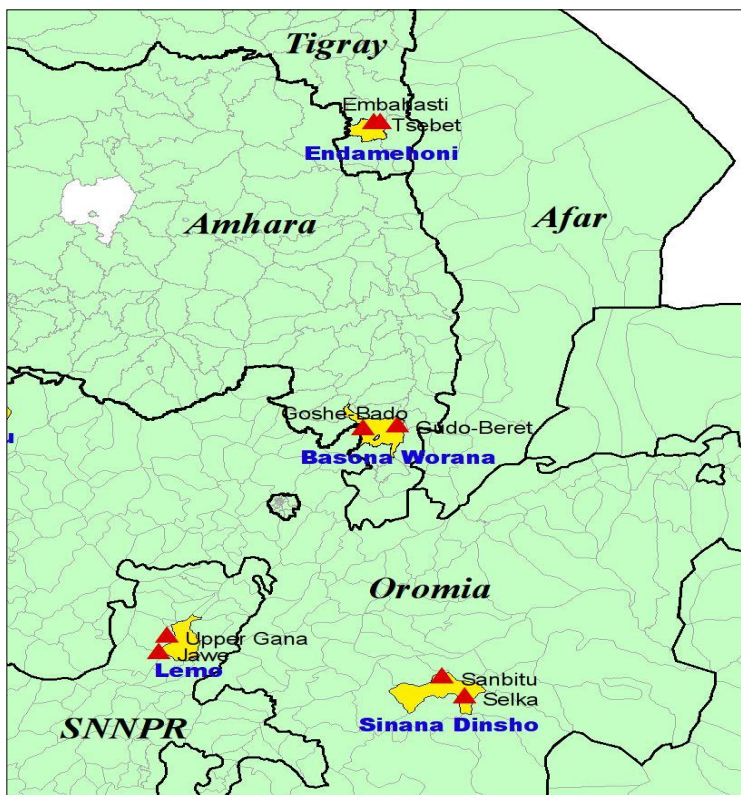 Tigray
Embahasti
Tsebet
Endamehoni
Amhara
Afar
Goshe-Bado
Gudo-Beret
u
Basona Worana
Oromia
Upper Gana
Jawe
Lemo
Sanbitu
Selka
SNNPR
Sinana Dinsho